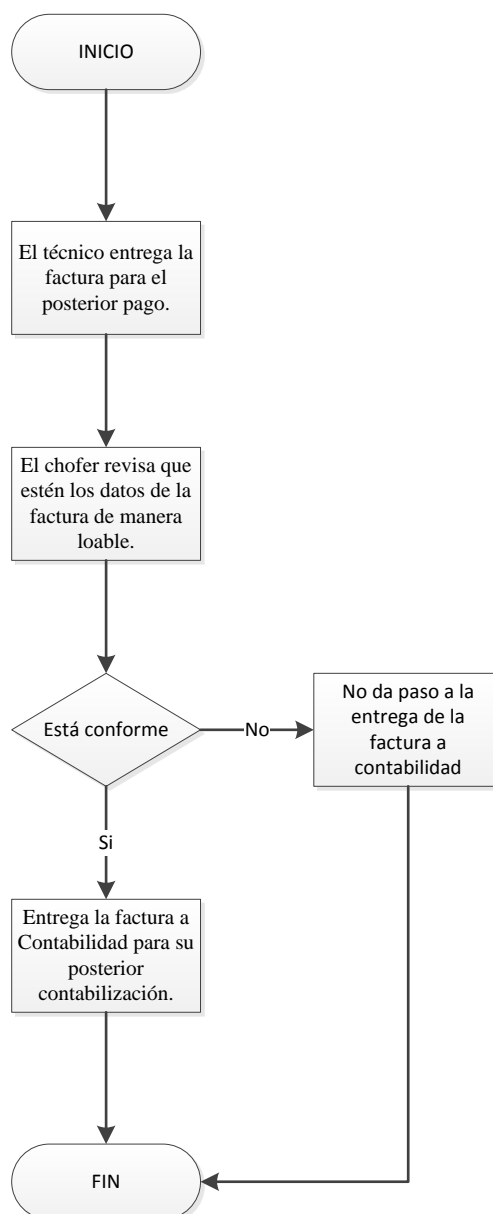 INICIO
El técnico entrega la
factura para el
posterior pago.
El chofer revisa que
estén los datos de la
factura de manera
loable.
Está conforme
No
No da paso a la
entrega de la
factura a
contabilidad
Si
Entrega la factura a
Contabilidad para su
posterior
contabilización.
FIN